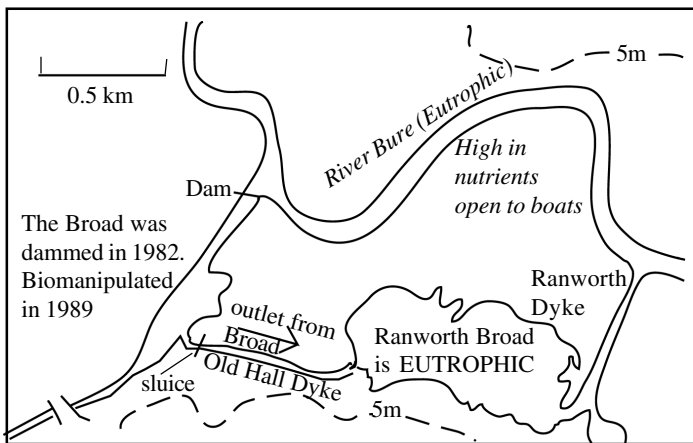 5m
0.5 km
River Bure (Eutrophic)
High in
nutrients
open to boats
Dam
The Broad was
dammed in 1982.
Biomanipulated
in 1989
Ranworth
Dyke
outlet from
Broad
Ranworth Broad
is EUTROPHIC
sluice
Old Hall Dyke
5m